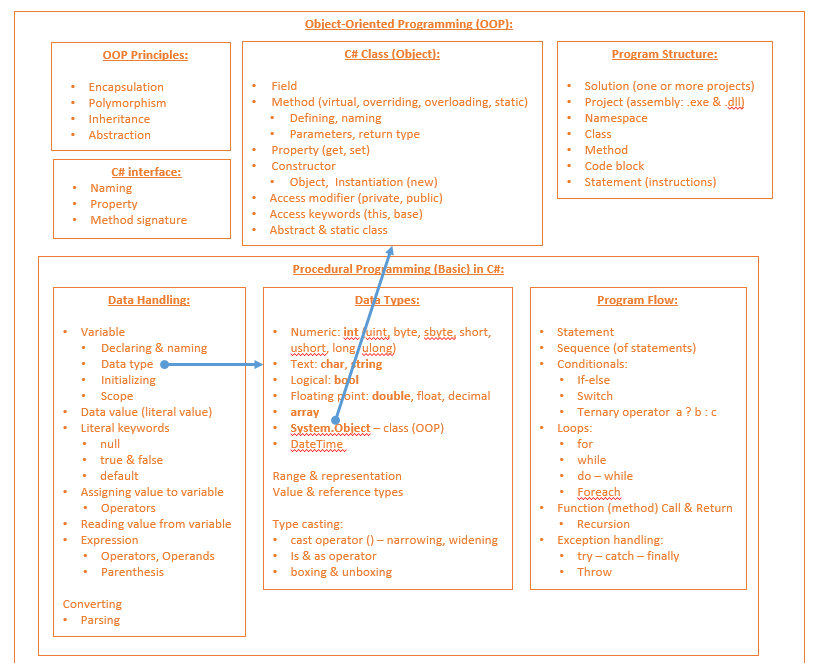 Object-Oriented Programming (OOP):
OOP Principles:
Encapsulation
Polymorphism
Inheritance
Abstraction
C# interface:
Naming
Property
Method signature
C# Class (Object):
Field
Method (virtual, overriding, overloading, static)
Defining, naming
Parameters, return type
Property (get, set)
Constructor
Object, Instantiation (new)
Access modifier (private, public)
Access keywords (this, base)
Abstract & static class
Program Structure:
Solution (one or more projects)
Project (assembly: .exe & .dll)
Namespace
Class
Method
Code block
Statement (instructions)
Procedural Programming (Basic) in C#:
Data Handling:
Variable
Declaring & naming
Data type
Initializing
Scope
Data value (literal value)
Literal keywords
null
true & false
default
Assigning value to variable
Operators
Reading value from variable
Expression
Operators, Operands
Parenthesis
Converting
Parsing
Data Types:
Numeric: int (uint, byte, sbyte, short,
ushort, long, ulong)
Text: char, string
Logical: bool
Floating point: double, float, decimal
array
System.Object – class (OOP)
DateTime
Range & representation
Value & reference types
Type casting:
cast operator () – narrowing, widening
Is & as operator
boxing & unboxing
Program Flow:
Statement
Sequence (of statements)
Conditionals:
If-else
Switch
Ternary operator a ? b : c
Loops:
for
while
do – while
Foreach
Function (method) Call & Return
Recursion
Exception handling:
try – catch – finally
Throw